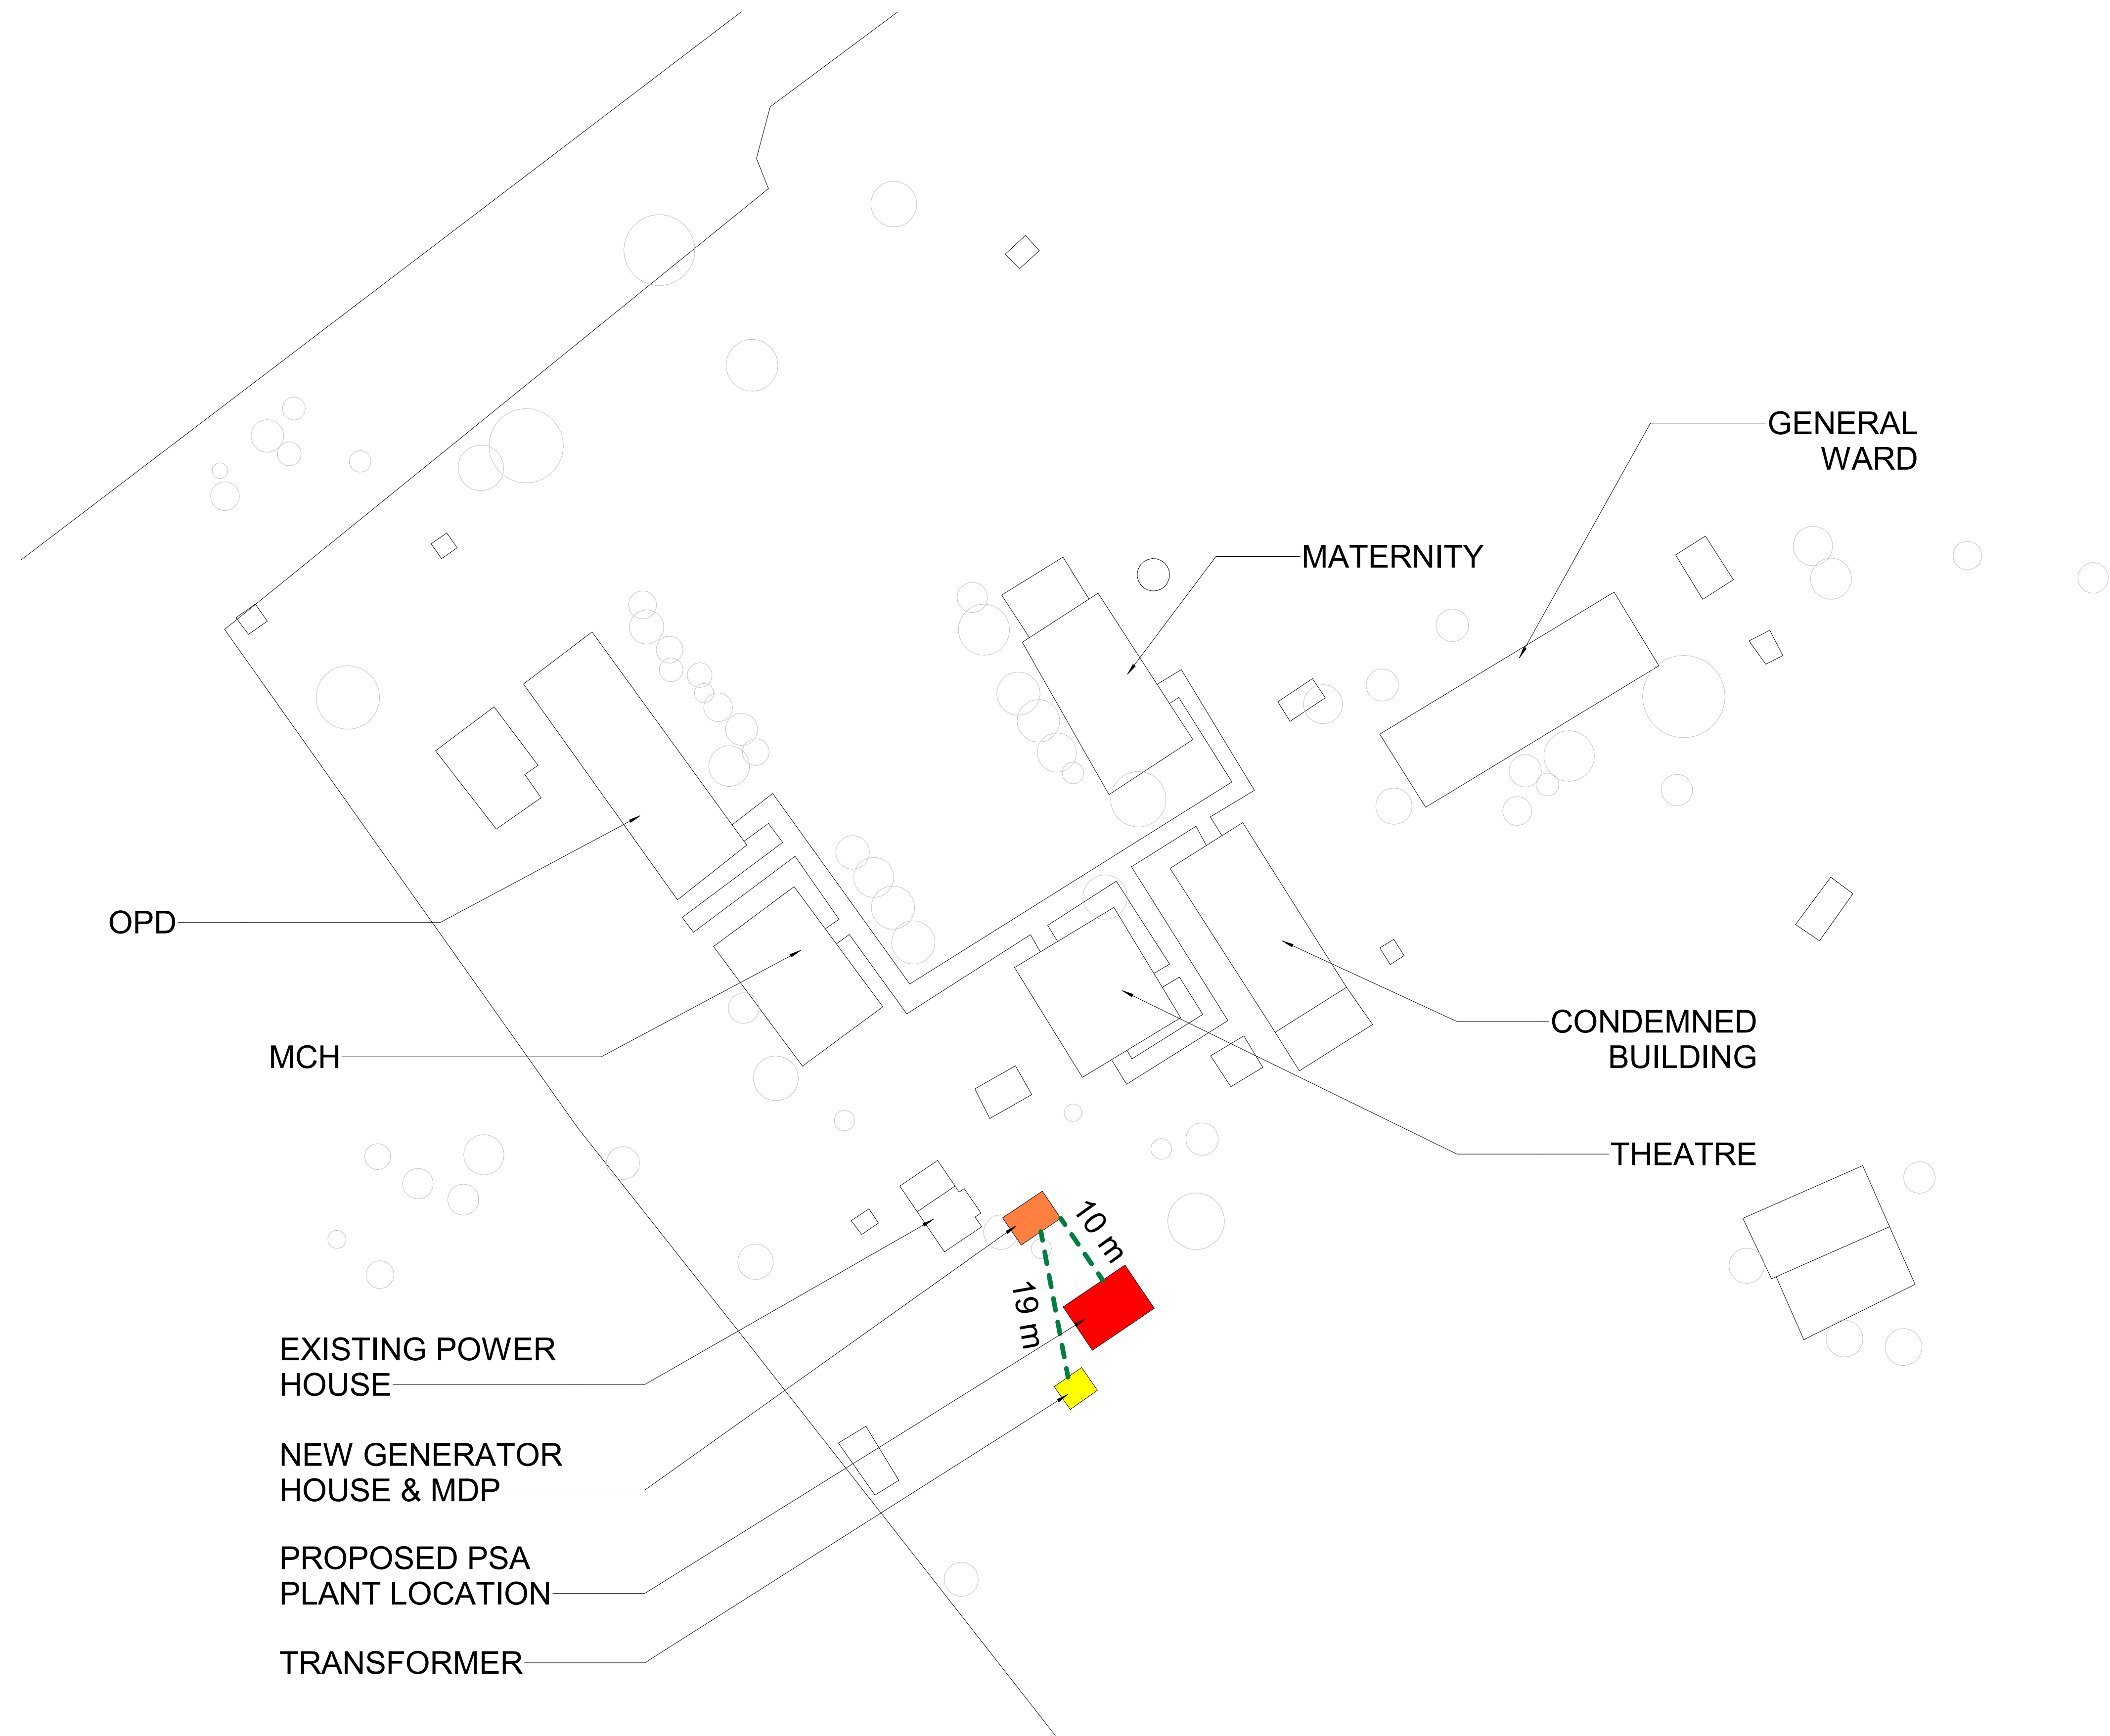 GENERAL
WARD
MATERNITY
OPD
MCH
CONDEMNED
BUILDING
THEATRE
10 m
19 m
EXISTING POWER
HOUSE
NEW GENERATOR
HOUSE & MDP
PROPOSED PSA
PLANT LOCATION
TRANSFORMER